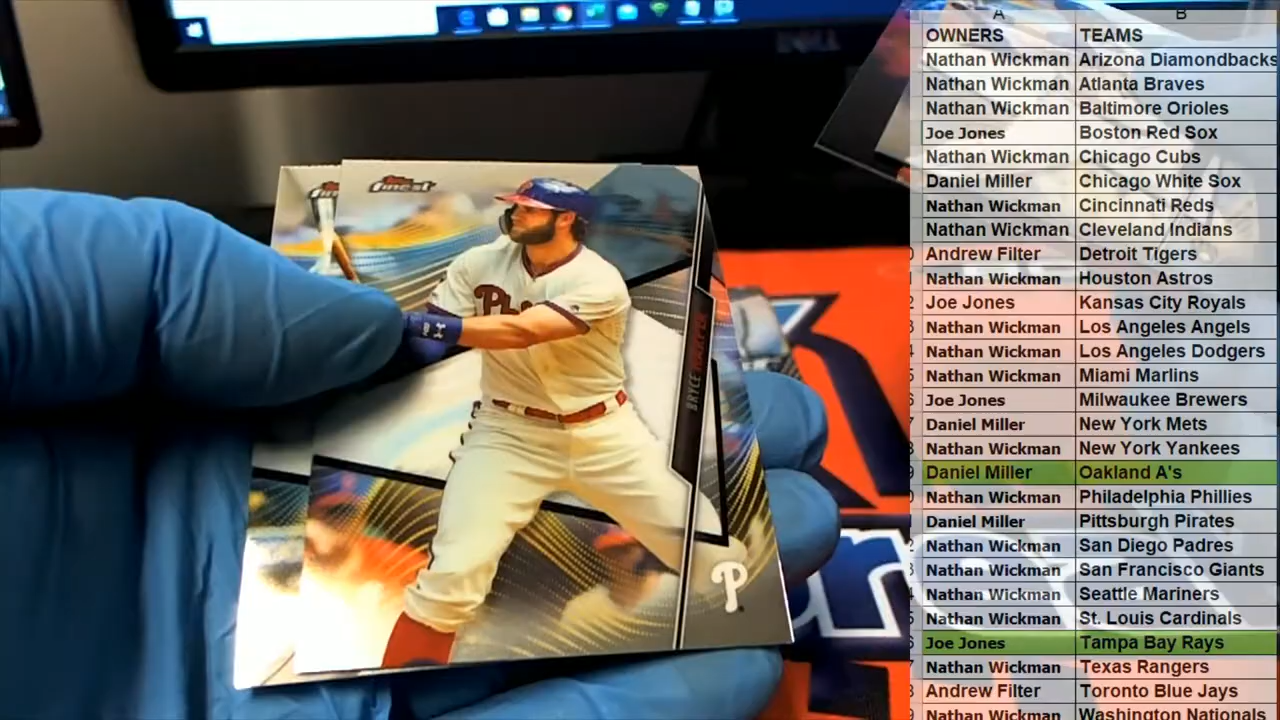 DELL
finest
Phi
BRYCE HARPER
P
A B
OWNERS TEAMS
Nathan Wickman Arizona Diamondbacks
Nathan Wickman Atlanta Braves
Nathan Wickman Baltimore Orioles
Joe Jones Boston Red Sox
Nathan Wickman Chicago Cubs
Daniel Miller Chicago White Sox
Nathan Wickman Cincinnati Reds
Nathan Wickman Cleveland Indians
Andrew Filter Detroit Tigers
Nathan Wickman Houston Astros
Joe Jones Kansas City Royals
Nathan Wickman Los Angeles Angels
Nathan Wickman Los Angeles Dodgers
Nathan Wickman Miami Marlins
Joe Jones Milwaukee Brewers
Daniel Miller New York Mets
Nathan Wickman New York Yankees
Daniel Miller Oakland A's
Nathan Wickman Philadelphia Phillies
Daniel Miller Pittsburgh Pirates
Nathan Wickman San Diego Padres
Nathan Wickman San Francisco Giants
Nathan Wickman Seattle Mariners
Nathan Wickman St. Louis Cardinals
Joe Jones Tampa Bay Rays
Nathan Wickman Texas Rangers
Andrew Filter Toronto Blue Jays
Nathan Wickman Washington Nationals